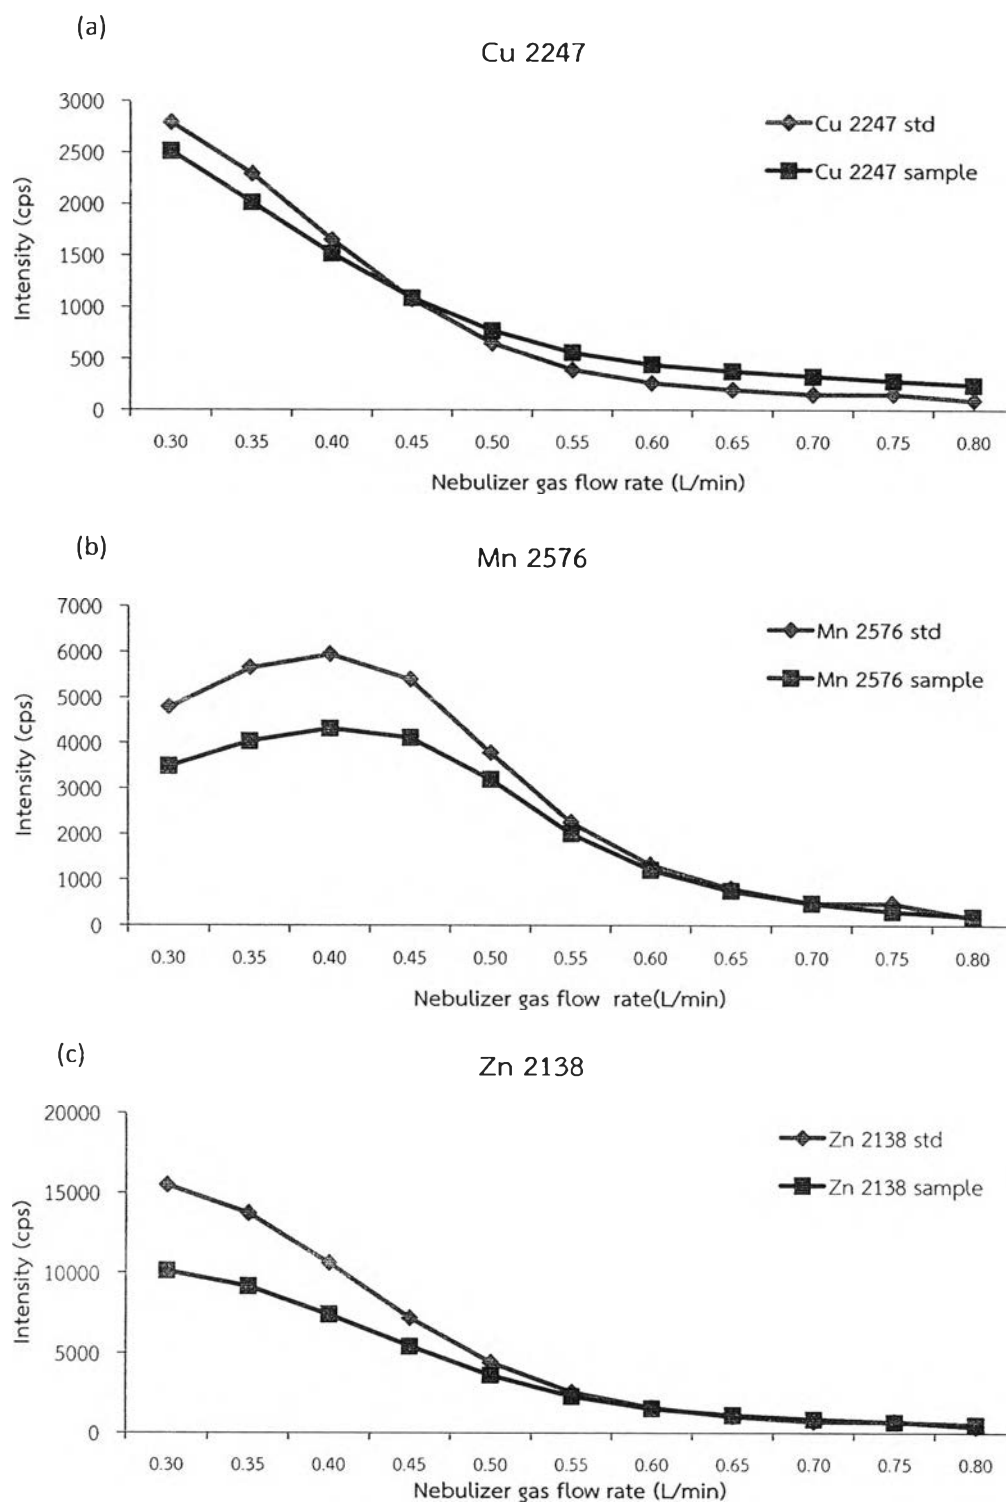 (a)
Cu 2247
3000
2500
2000
1500
1000
500
0
Intensity (cps)
Cu 2247 std
Cu 2247 sample
0.30 0.35 0.40 0.45 0.50 0.55 0.60 0.65 0.70 0.75 0.80
Nebulizer gas flow rate (L/min)
(b)
Mn 2576
7000
6000
5000
4000
3000
2000
1000
0
Intensity (cps)
Mn 2576 std
Mn 2576 sample
0.30 0.35 0.40 0.45 0.50 0.55 0.60 0.65 0.70 0.75 0.80
Nebulizer gas flow rate(L/min)
(c)
Zn 2138
20000
15000
10000
5000
0
Intensity (cps)
Zn 2138 std
Zn 2138 sample
0.30 0.35 0.40 0.45 0.50 0.55 0.60 0.65 0.70 0.75 0.80
Nebulizer gas flow rate (L/min)